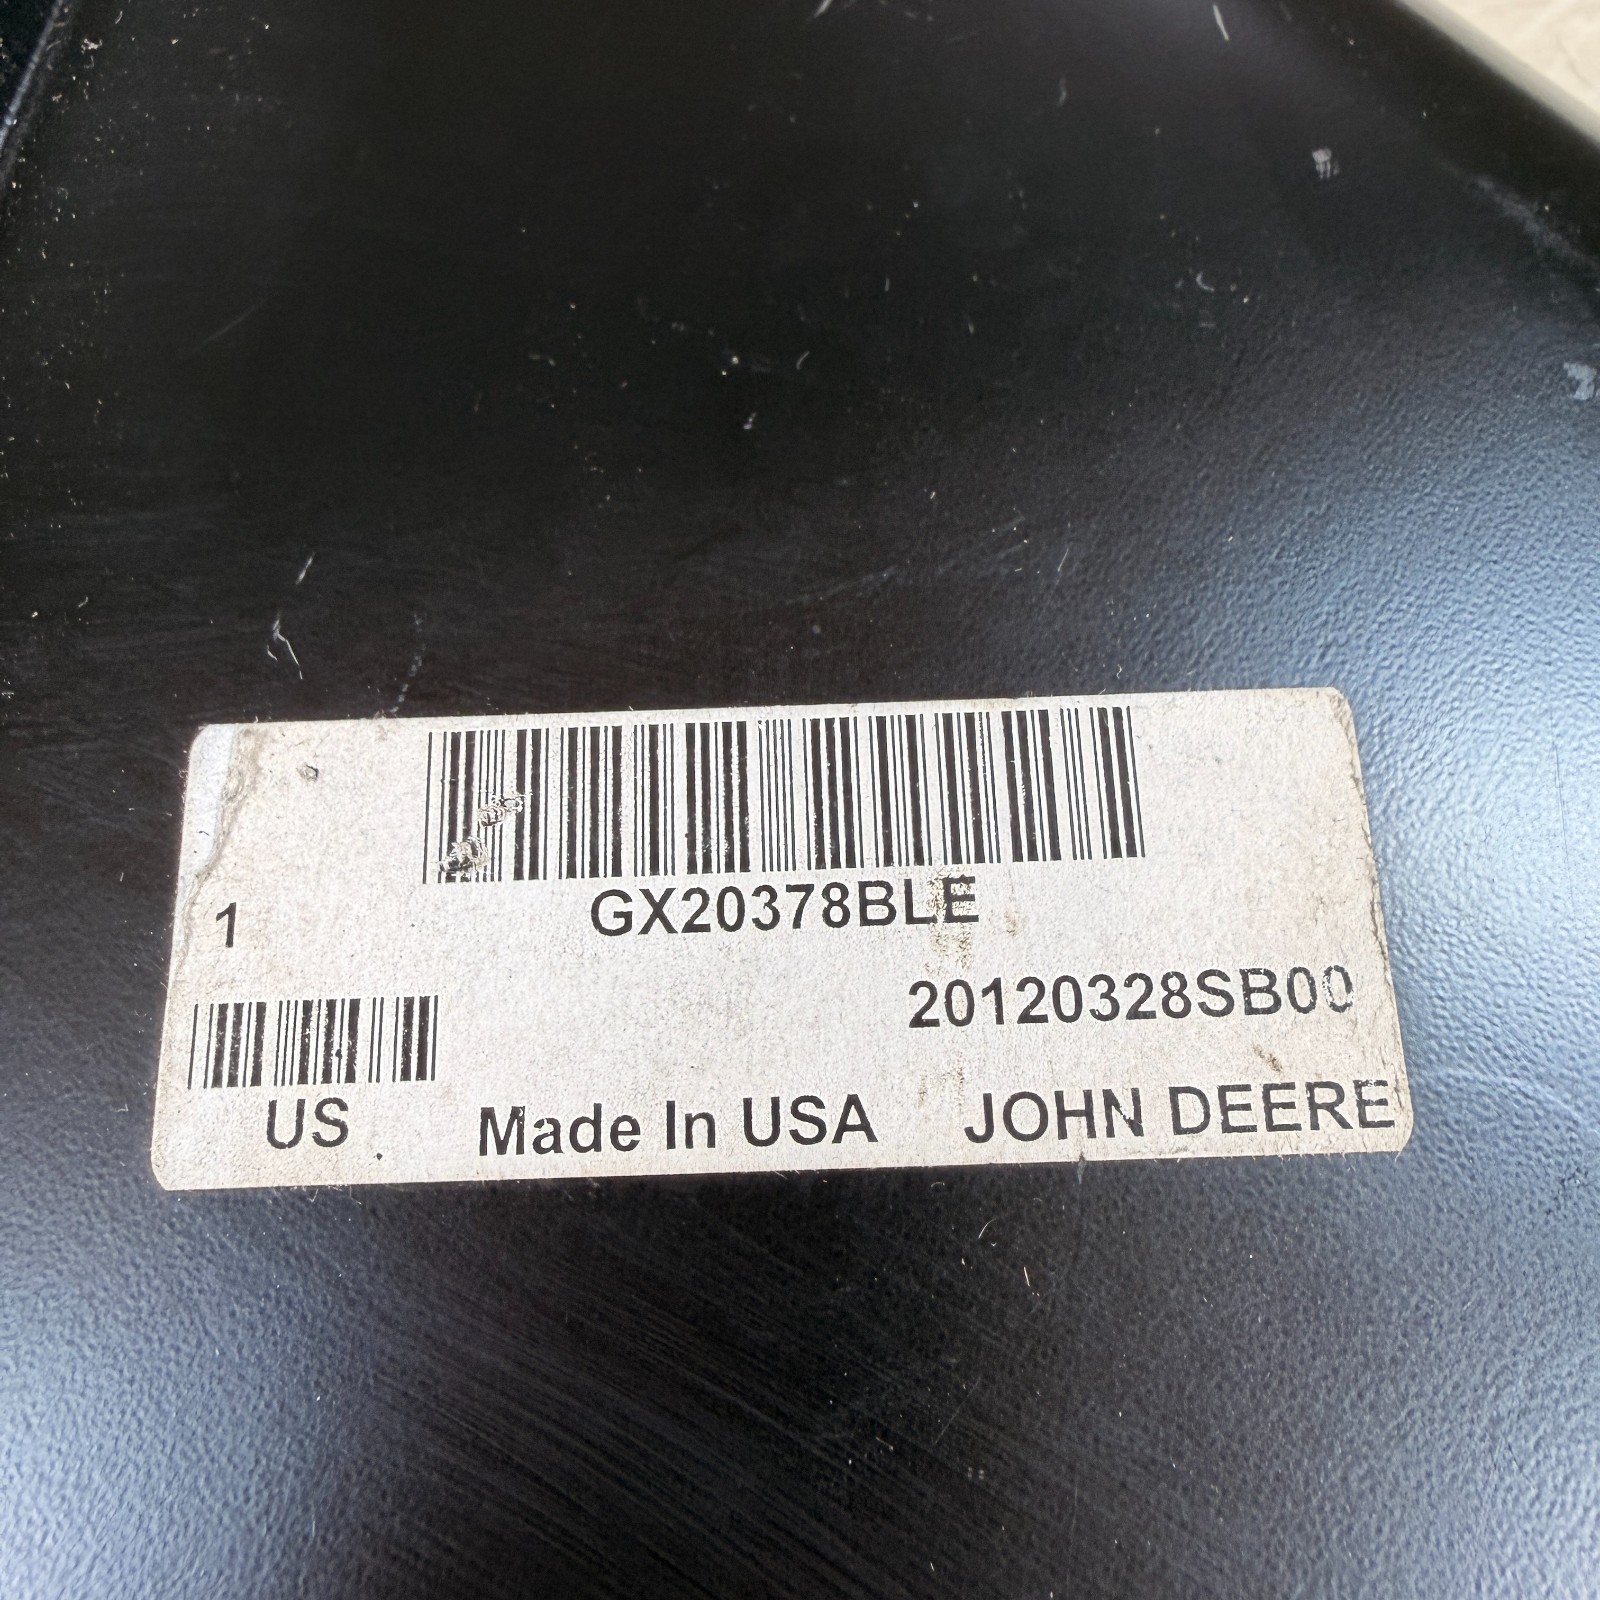 GX20378BLE
1
20120328SB00
US
Made In USA
JOHN DEERE